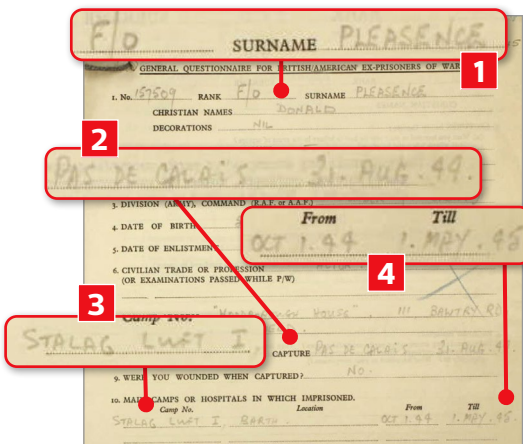 F/O SURNAME PLEASENCE
1
GENERAL QUESTIONNAIRE FOR BRITISH/AMERICAN EX-PRISONERS OF WAR
1. No. 157509 RANK F/O SURNAME PLEASENCE
CHRISTIAN NAMES DONALD
DECORATIONS NIL
2
PAS DE CALAIS 31. AUG. 44.
3. DIVISION (ARMY), COMMAND (R.A.F. or A.A.F.)
From Till
4. DATE OF BIRTH
OCT 1. 44 1. MAY. 45
5. DATE OF ENLISTMENT
4
6. CIVILIAN TRADE OR PROFESSION
(OR EXAMINATIONS PASSED WHILE P/W)
3
HOUSE", 111 BAWTRY RD
STALAG LUFT I
CAPTURE PAS DE CALAIS 31. AUG. 44.
9. WERE YOU WOUNDED WHEN CAPTURED? NO.
10. MAIN CAMPS OR HOSPITALS IN WHICH IMPRISONED.
Camp No. Location From Till
STALAG LUFT I, BARTH. OCT 1. 44 1. MAY. 45.